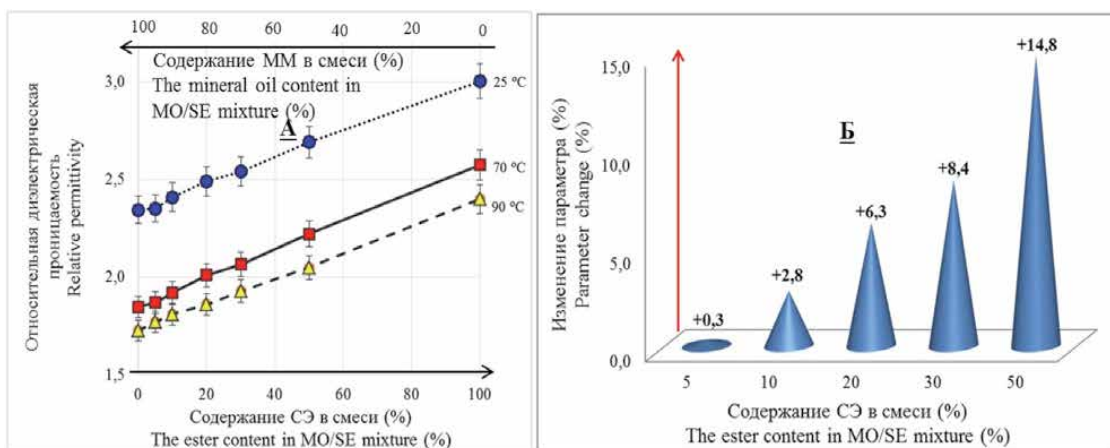 100 80 60 40 20 0
Содержание ММ в смеси (%)
The mineral oil content in
MO/SE mixture (%)
А
Относительная диэлектрическая
проницаемость
Relative permittivity
3,0
2,5
2,0
1,5
25 °C
70 °C
90 °C
0 20 40 60 80 100
Содержание СЭ в смеси (%)
The ester content in MO/SE mixture (%)
Б
Изменение параметра (%)
Parameter change (%)
15,0
10,0
5,0
0,0
+0,3
+2,8
+6,3
+8,4
+14,8
5 10 20 30 50
Содержание СЭ в смеси (%)
The ester content in MO/SE mixture (%)